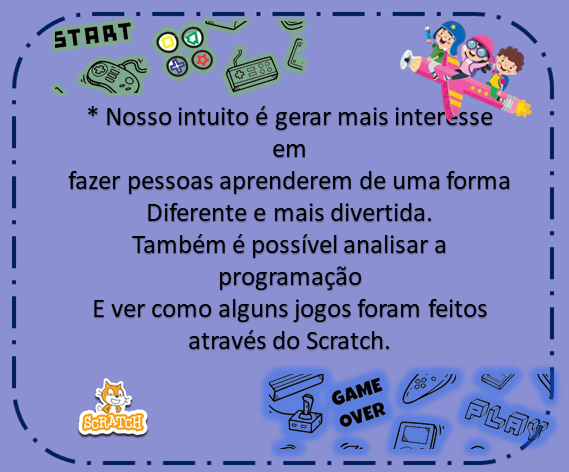 START
* Nosso intuito é gerar mais interesse
em
fazer pessoas aprenderem de uma forma
Diferente e mais divertida.
Também é possível analisar a
programação
E ver como alguns jogos foram feitos
através do Scratch.
SCRATCH
GAME
OVER
PLAY